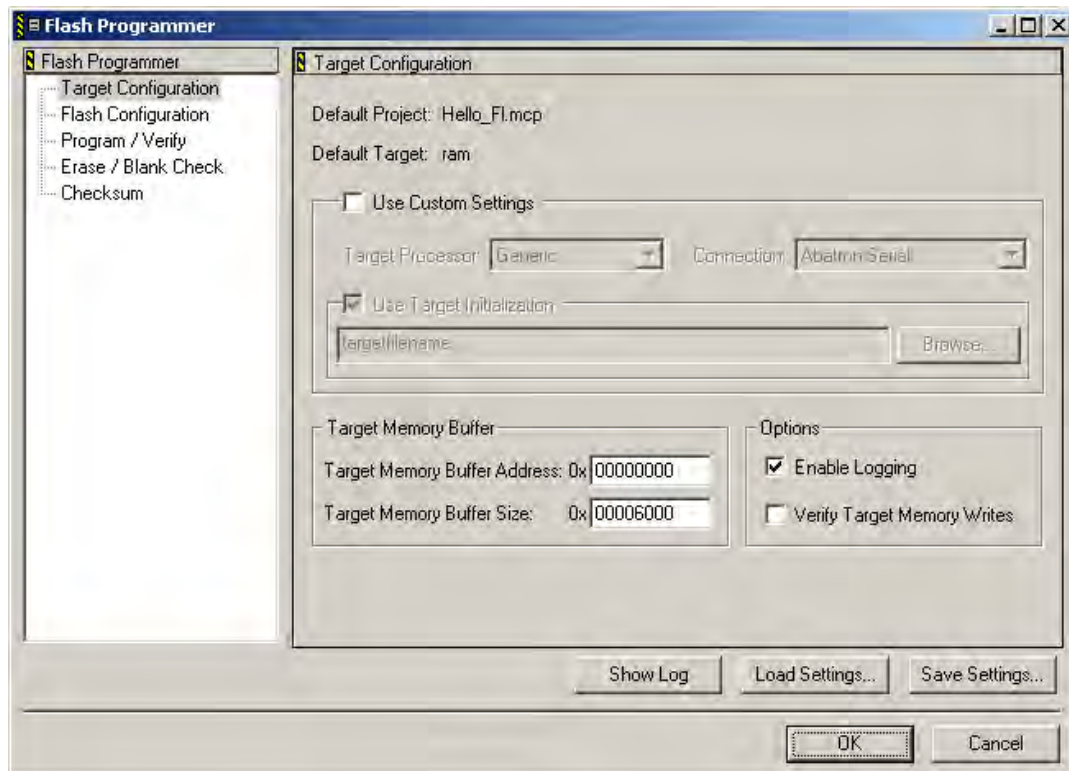 Flash Programmer
Flash Programmer
Target Configuration
Flash Configuration
Program / Verify
Erase / Blank Check
Checksum
Target Configuration
Default Project: Hello_Fl.mcp
Default Target: ram
Use Custom Settings
Target Processor: Generic Connection: Abatron Serial
Use Target Initialization
targetfilename Browse...
Target Memory Buffer
Target Memory Buffer Address: 0x 00000000
Target Memory Buffer Size: 0x 00006000
Options
Enable Logging
Verify Target Memory Writes
Show Log Load Settings... Save Settings...
OK Cancel